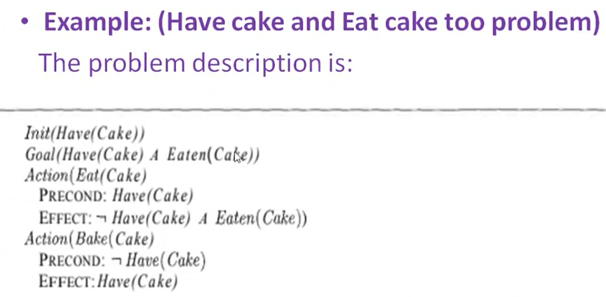 • Example: (Have cake and Eat cake too problem)
The problem description is:
Init(Have(Cake))
Goal(Have(Cake) ∧ Eaten(Cake))
Action(Eat(Cake)
PRECOND: Have(Cake)
EFFECT: ¬ Have(Cake) ∧ Eaten(Cake))
Action(Bake(Cake)
PRECOND: ¬ Have(Cake)
EFFECT: Have(Cake)